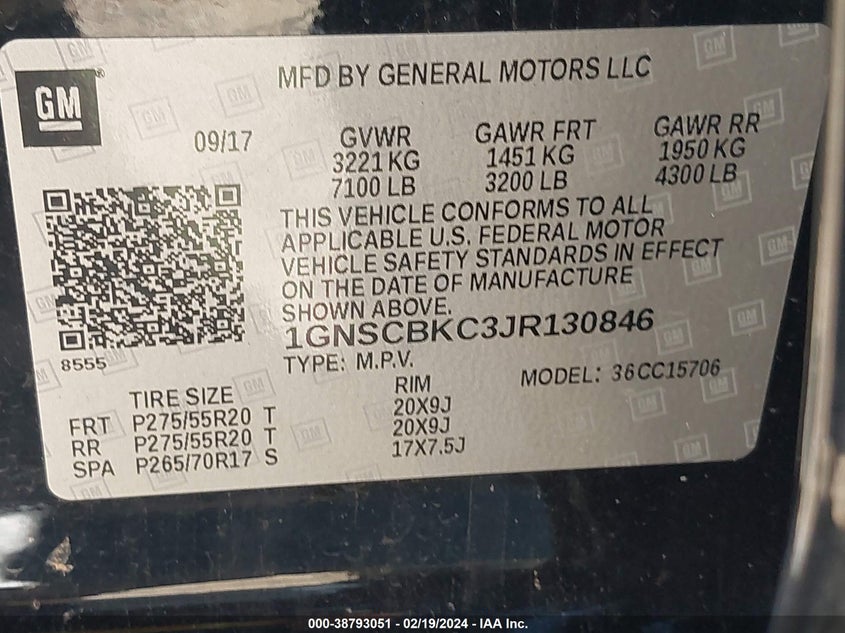 GM
MFD BY GENERAL MOTORS LLC
09/17
GVWR GAWR FRT GAWR RR
3221 KG 1451 KG 1950 KG
7100 LB 3200 LB 4300 LB
THIS VEHICLE CONFORMS TO ALL
APPLICABLE U.S. FEDERAL MOTOR
VEHICLE SAFETY STANDARDS IN EFFECT
ON THE DATE OF MANUFACTURE
SHOWN ABOVE.
1GNSCBKC3JR130846
8555
TYPE: M.P.V.
MODEL: 36CC15706
TIRE SIZE RIM
FRT P275/55R20 T 20X9J
RR P275/55R20 T 20X9J
SPA P265/70R17 S 17X7.5J
000-38793051 - 02/19/2024 - IAA Inc.